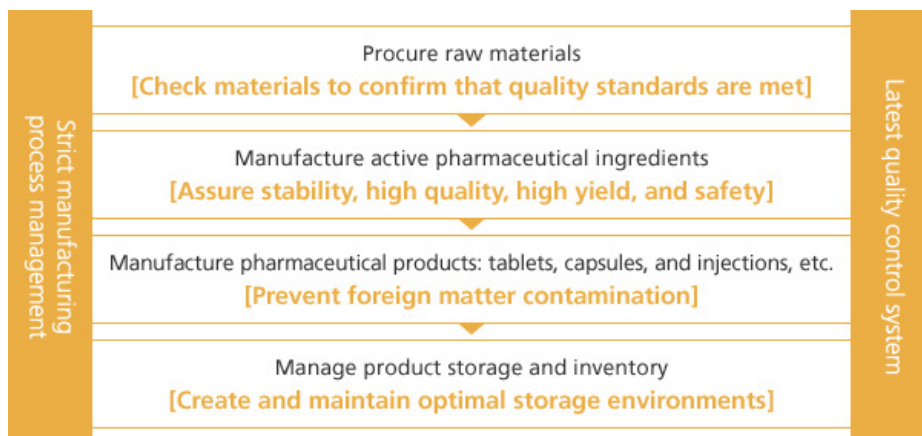 Strict manufacturing
process management
Procure raw materials
[Check materials to confirm that quality standards are met]
Manufacture active pharmaceutical ingredients
[Assure stability, high quality, high yield, and safety]
Manufacture pharmaceutical products: tablets, capsules, and injections, etc.
[Prevent foreign matter contamination]
Manage product storage and inventory
[Create and maintain optimal storage environments]
Latest quality control system